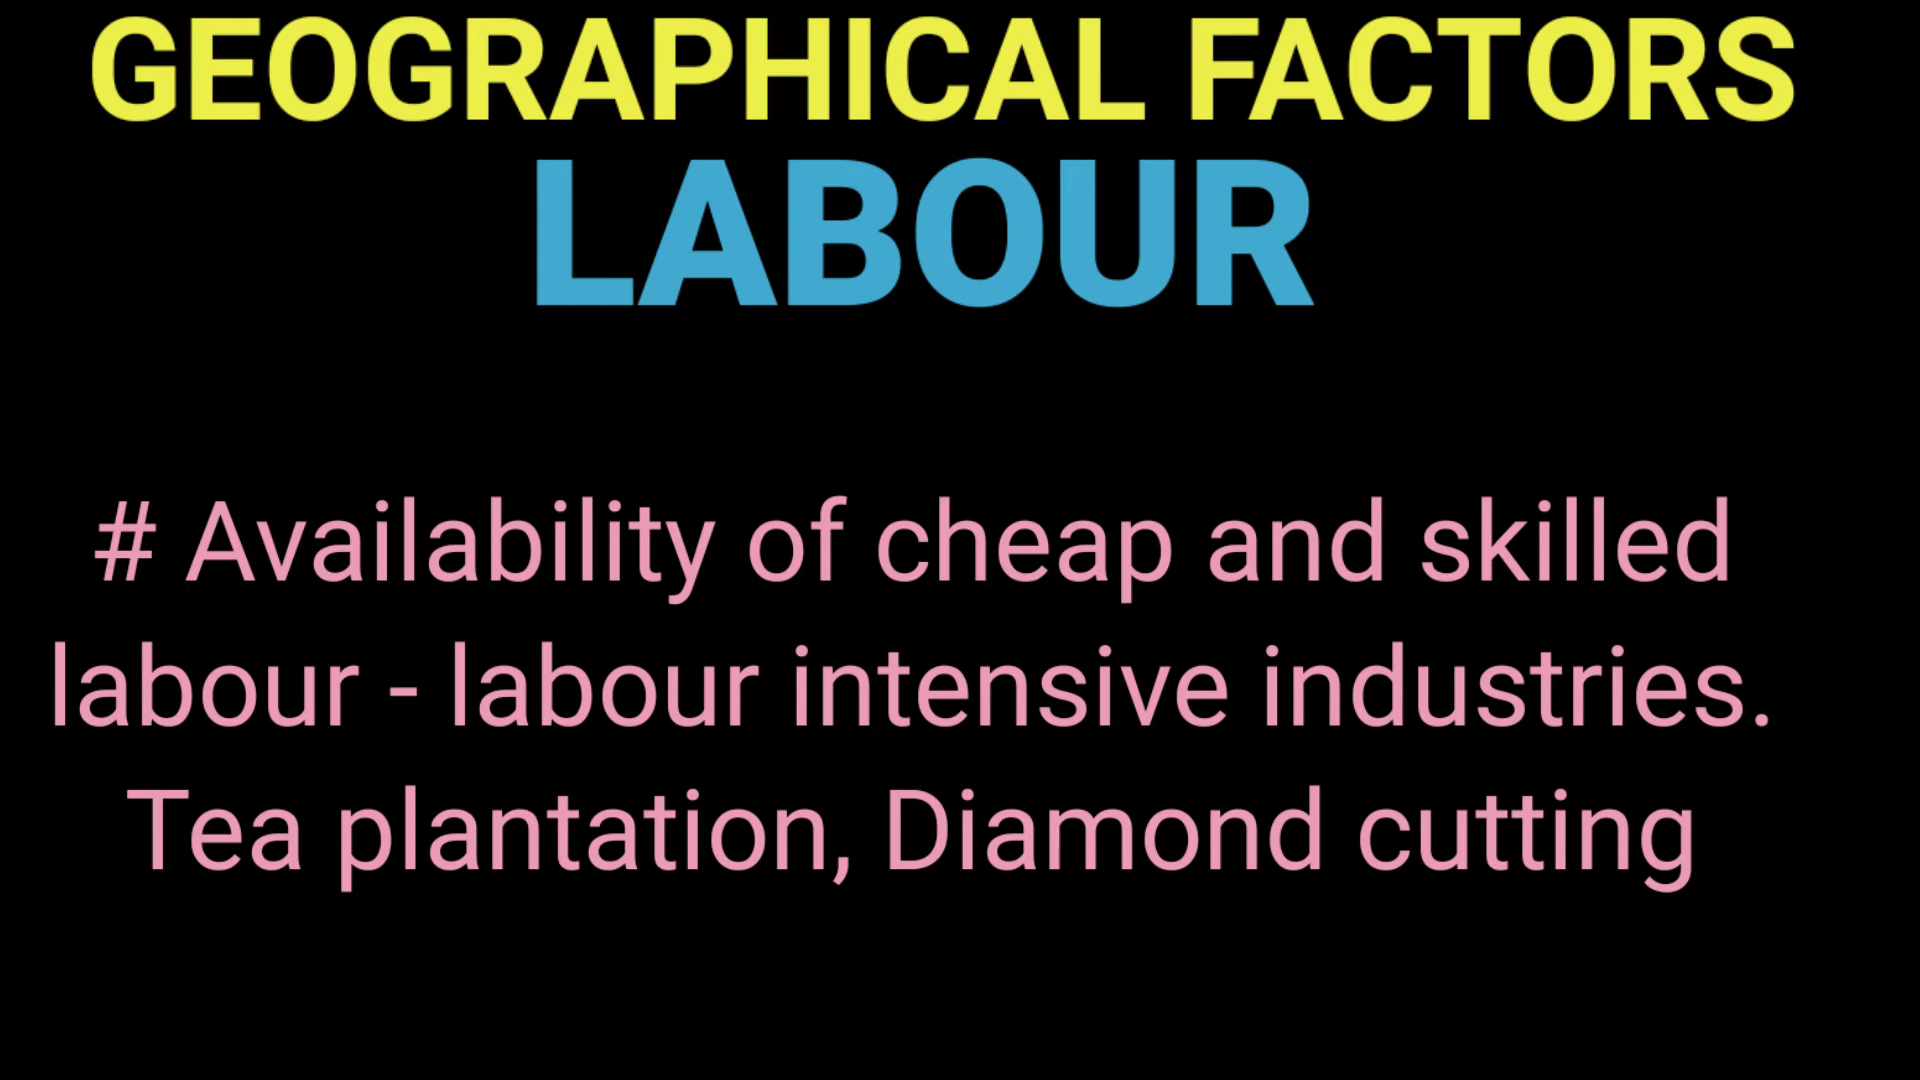 GEOGRAPHICAL FACTORS
LABOUR
# Availability of cheap and skilled
labour - labour intensive industries.
Tea plantation, Diamond cutting